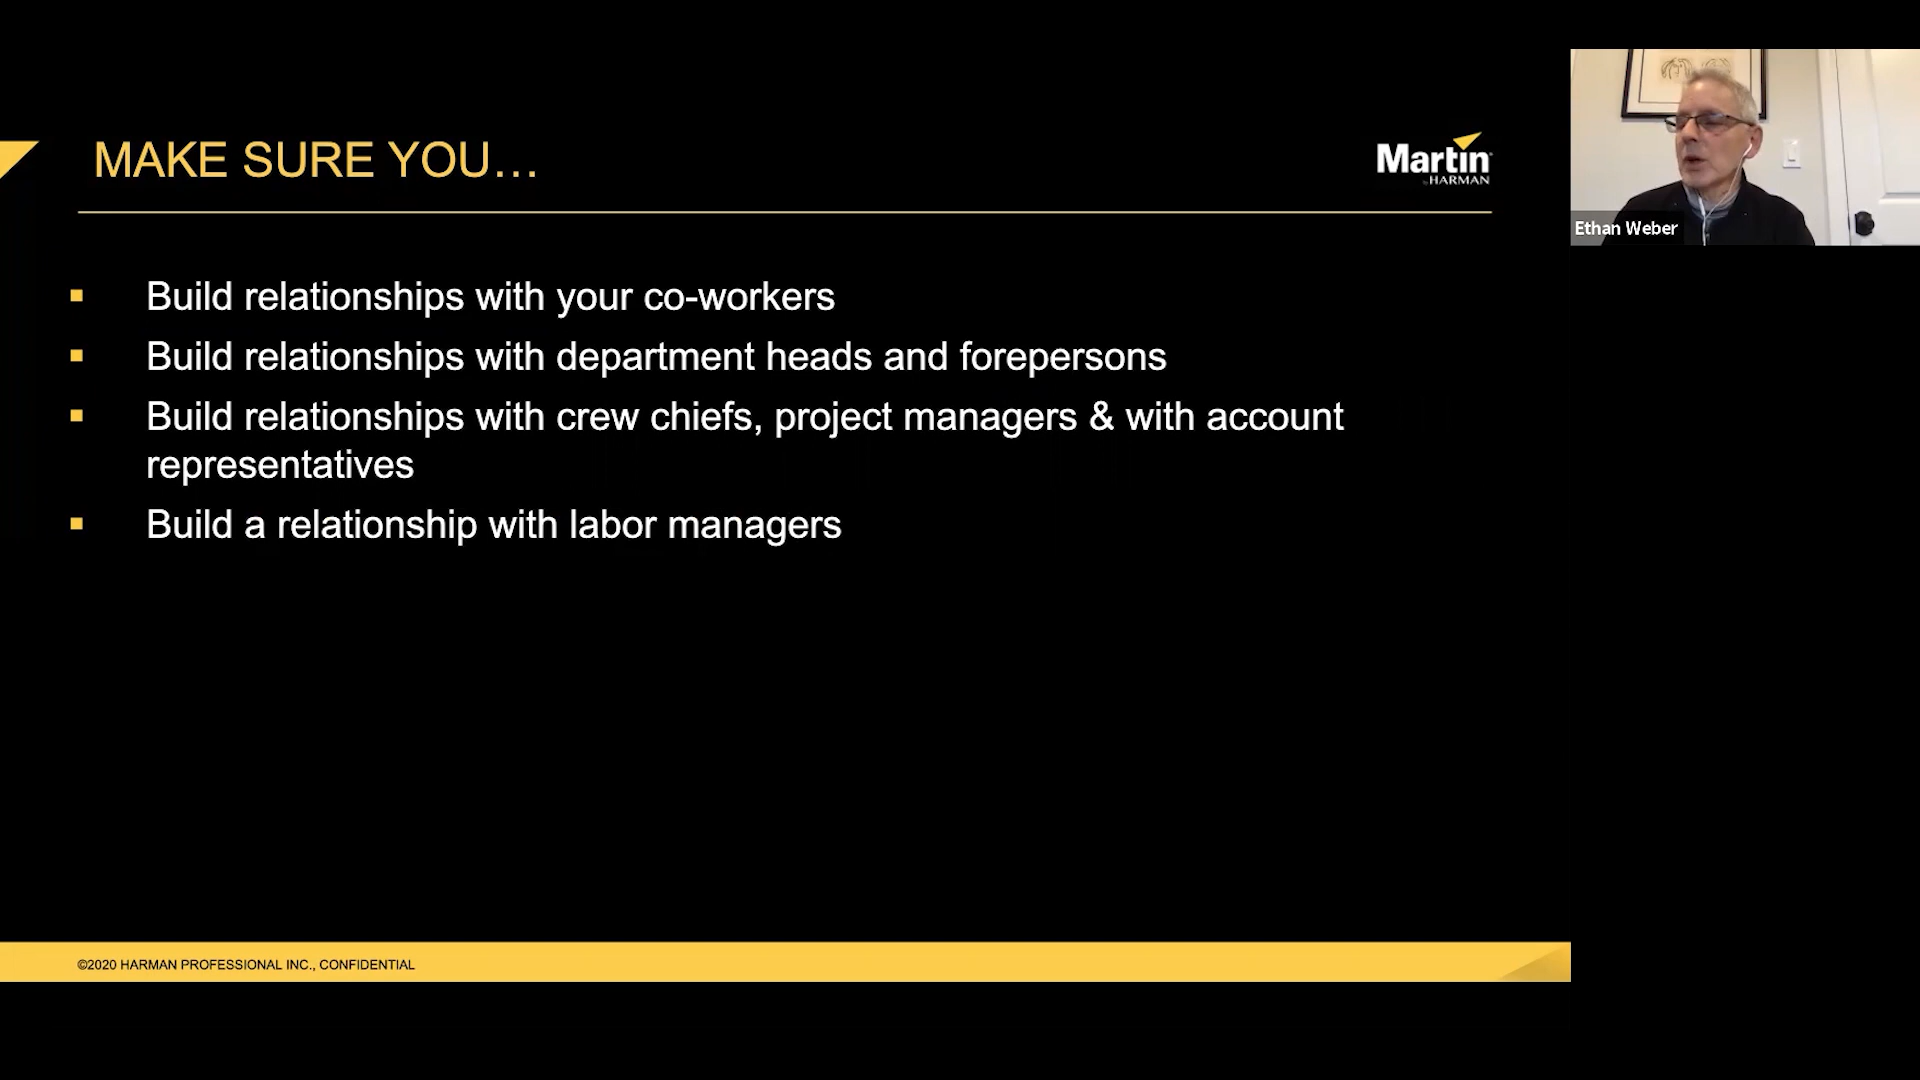 MAKE SURE YOU...
Martin
by HARMAN
Ethan Weber
Build relationships with your co-workers
Build relationships with department heads and forepersons
Build relationships with crew chiefs, project managers & with account
representatives
Build a relationship with labor managers
©2020 HARMAN PROFESSIONAL INC., CONFIDENTIAL